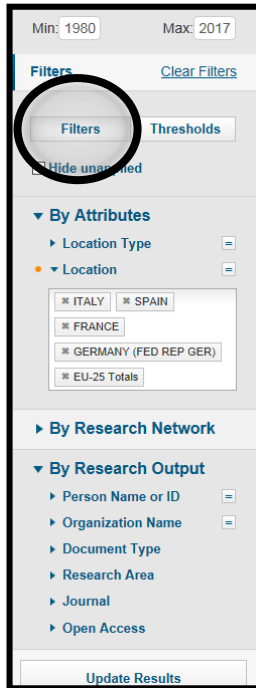 Min: 1980 Max: 2017
Filters Clear Filters
Filters Thresholds
Hide unapplied
▼ By Attributes
▶ Location Type =
▼ Location =
✖ ITALY ✖ SPAIN
✖ FRANCE
✖ GERMANY (FED REP GER)
✖ EU-25 Totals
▶ By Research Network
▼ By Research Output
▶ Person Name or ID =
▶ Organization Name =
▶ Document Type
▶ Research Area
▶ Journal
▶ Open Access
Update Results